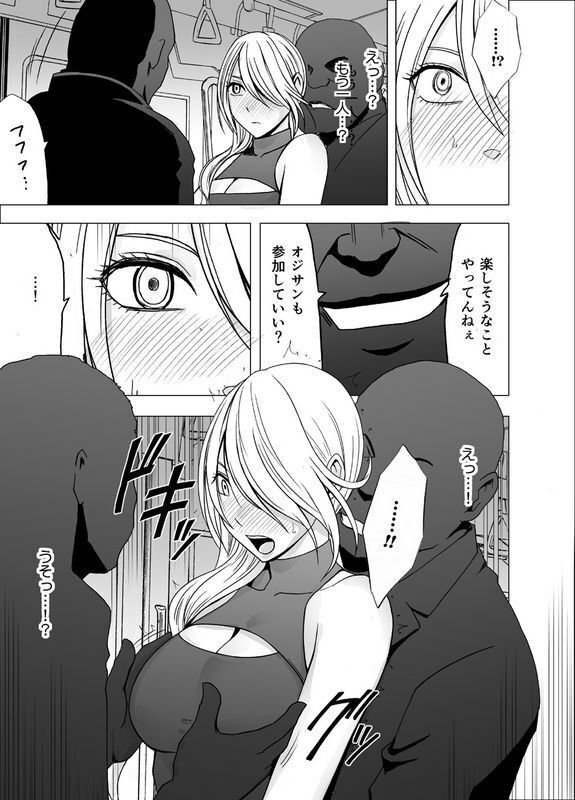 ……!?
えっ…?
もう一人…?
フフフ…
楽しそうなこと
やってんねぇ
オジサンも
参加していい?
…!
えっ…!
……!!
ドキッ
うそっ…!?